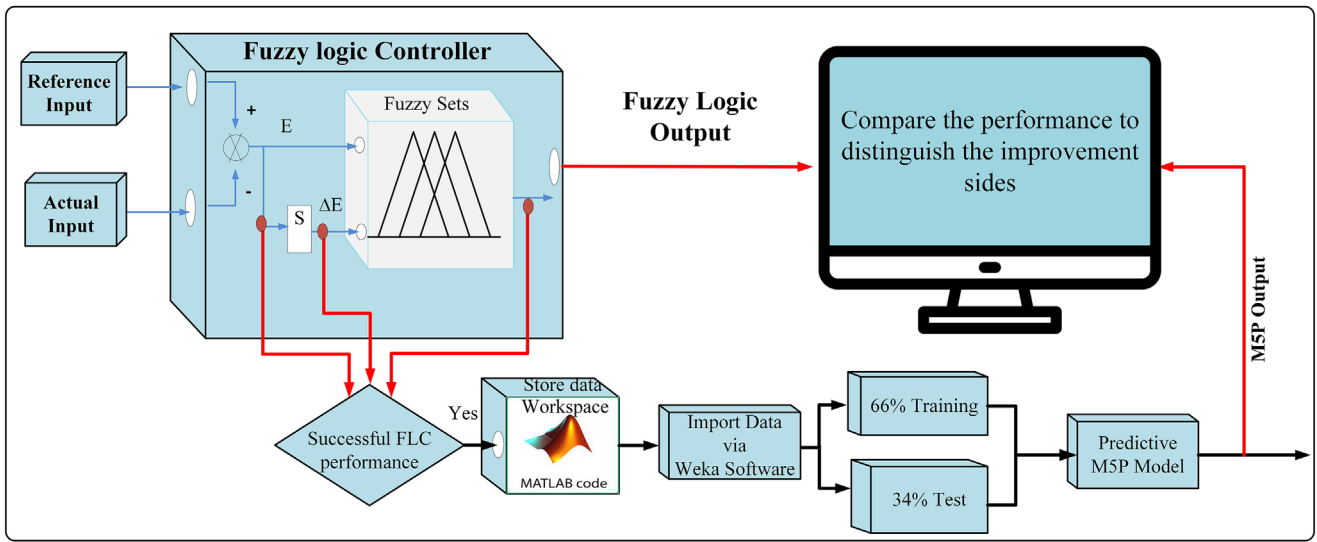 Fuzzy logic Controller
Reference
Input
Actual
Input
+
-
E
S
ΔE
Fuzzy Sets
Fuzzy Logic
Output
Compare the performance to
distinguish the improvement
sides
M5P Output
Successful FLC
performance
Yes
Store data
Workspace
MATLAB code
Import Data
via
Weka Software
66% Training
34% Test
Predictive
M5P Model